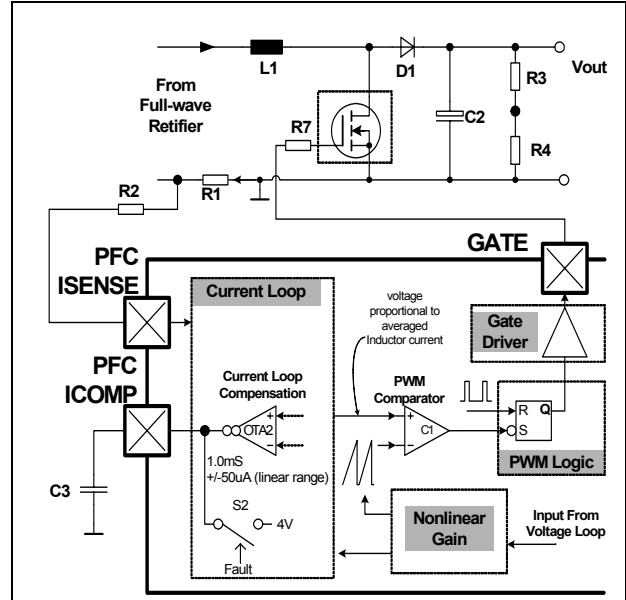 L1
D1
Vout
From
Full-wave
Retifier
R3
C2
R7
R4
R2
R1
GATE
PFC
ISENSE
Current Loop
voltage
proportional to
averaged
Inductor current
Gate
Driver
PFC
ICOMP
Current Loop
Compensation
PWM
Comparator
OTA2
+
-
+
-
C1
R
Q
S
PWM Logic
1.0mS
+/-50uA (linear range)
C3
S2
4V
Fault
Nonlinear
Gain
Input From
Voltage Loop